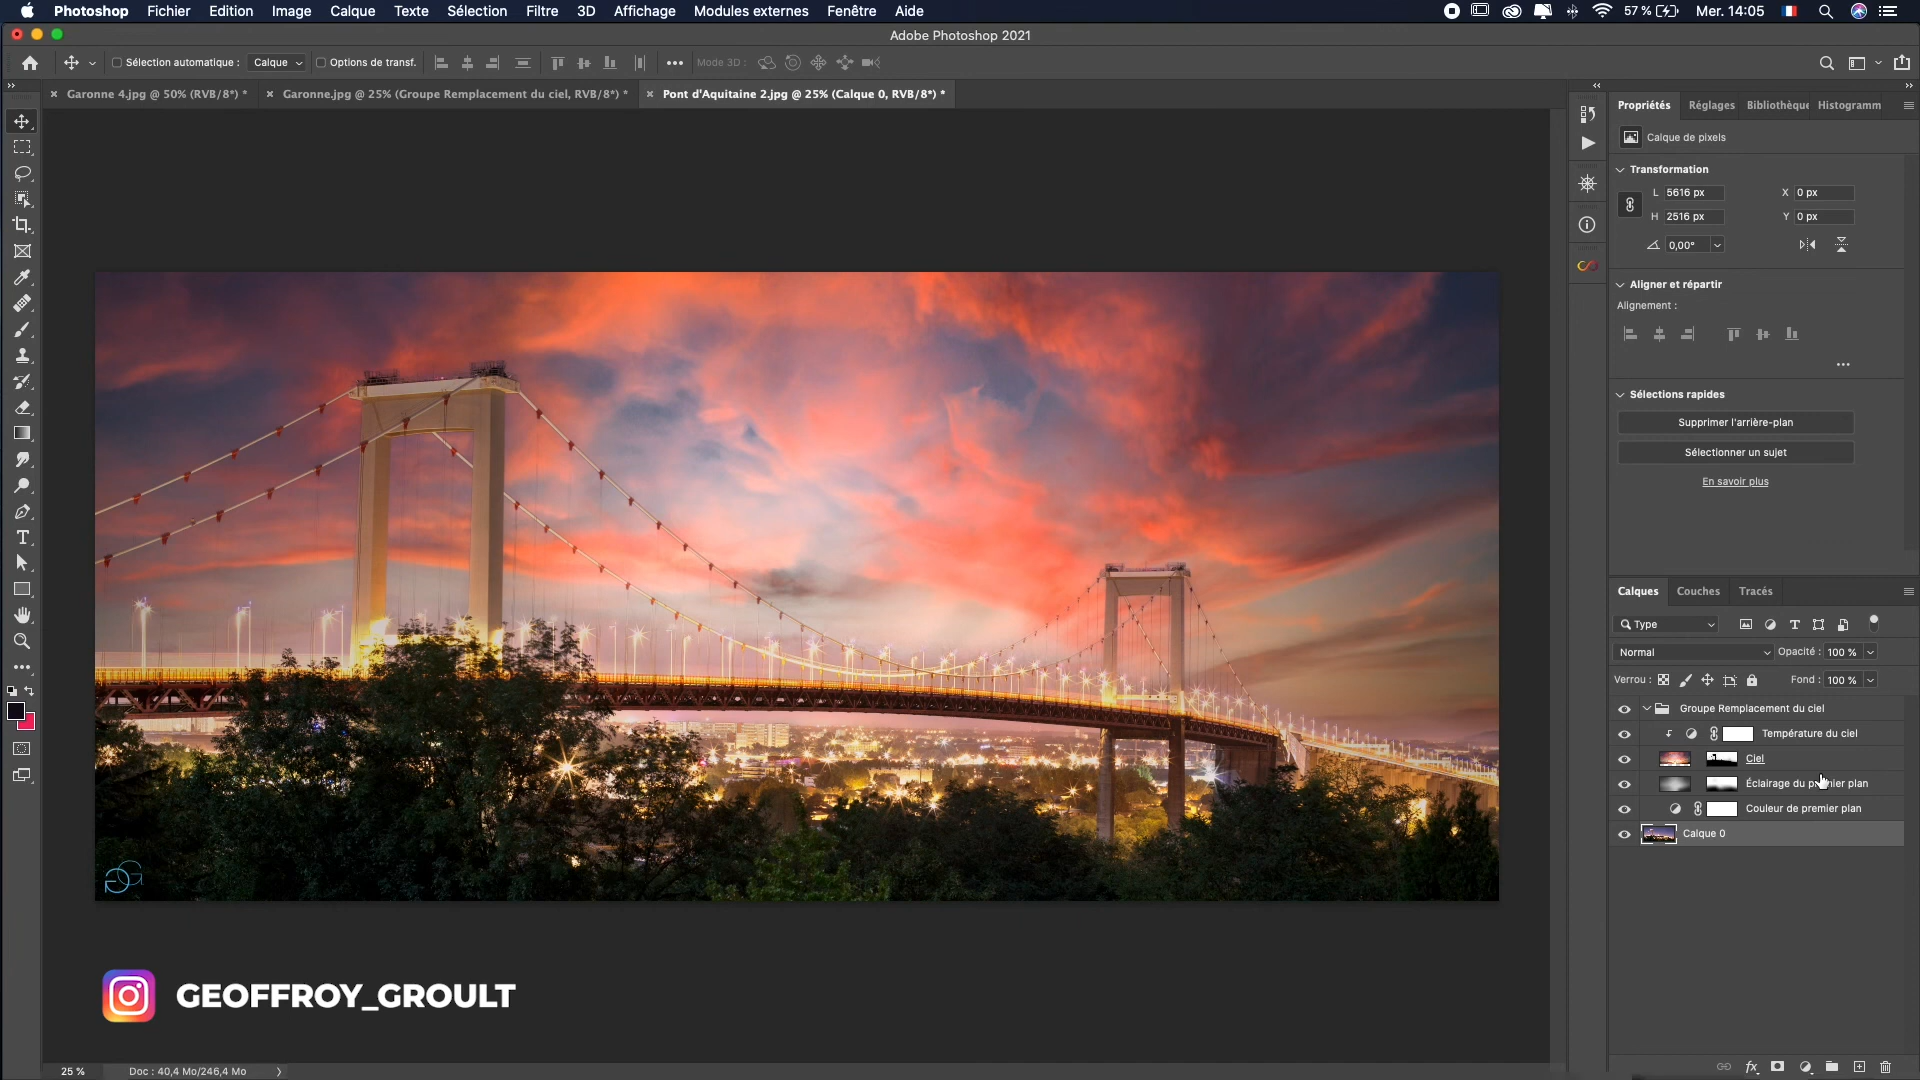 Photoshop Fichier Edition Image Calque Texte Sélection Filtre 3D Affichage Modules externes Fenêtre Aide 57 % Mer. 14:05
Adobe Photoshop 2021
Sélection automatique : Calque Options de transf. Mode 3D :
Garonne 4.jpg @ 50% (RVB/8*) * Garonne.jpg @ 25% (Groupe Remplacement du ciel, RVB/8*) * Pont d'Aquitaine 2.jpg @ 25% (Calque 0, RVB/8*) *
Propriétés Réglages Bibliothèque Histogramm
Calque de pixels
Transformation
L 5616 px X 0 px
H 2516 px Y 0 px
0,00°
Aligner et répartir
Alignement :
Sélections rapides
Supprimer l'arrière-plan
Sélectionner un sujet
En savoir plus
Calques Couches Tracés
Type
Normal Opacité : 100 %
Verrou : Fond : 100 %
Groupe Remplacement du ciel
Température du ciel
Ciel
Éclairage du premier plan
Couleur de premier plan
Calque 0
GEOFFROY_GROULT
25 % Doc : 40,4 Mo/246,4 Mo